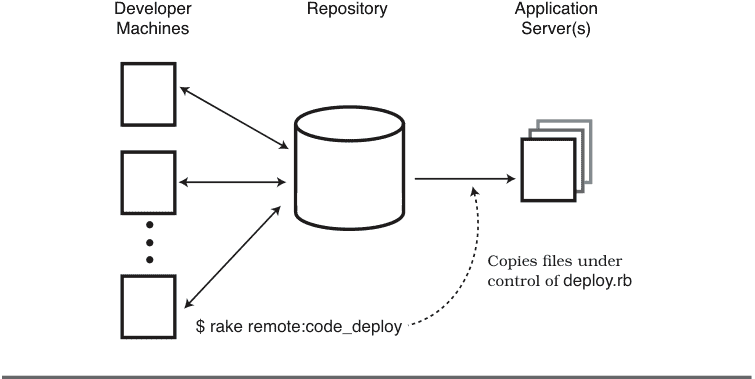 Developer
Machines
Repository
Application
Server(s)
Copies files under
control of deploy.rb
$ rake remote:code_deploy